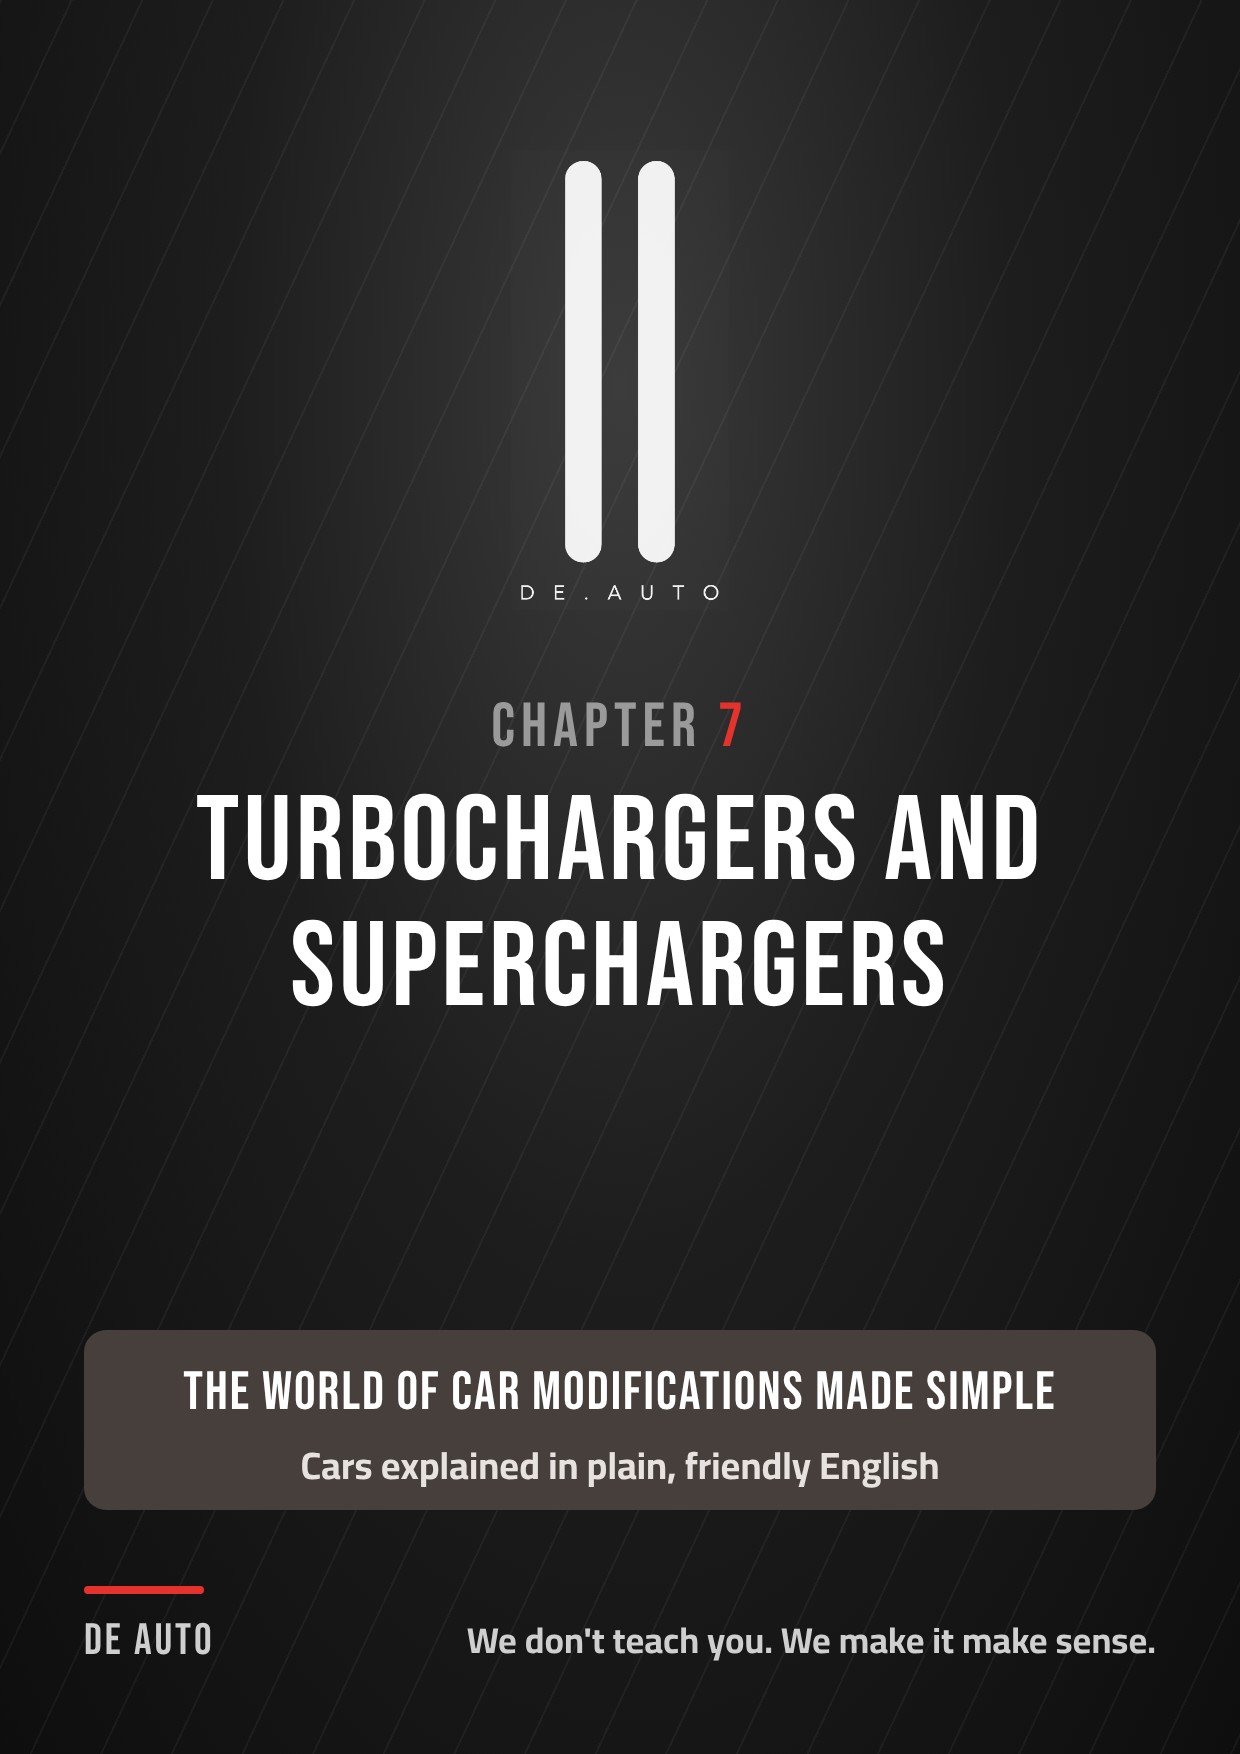 DE.AUTO
CHAPTER 7
TURBOCHARGERS AND
SUPERCHARGERS
THE WORLD OF CAR MODIFICATIONS MADE SIMPLE
Cars explained in plain, friendly English
DE AUTO
We don't teach you. We make it make sense.